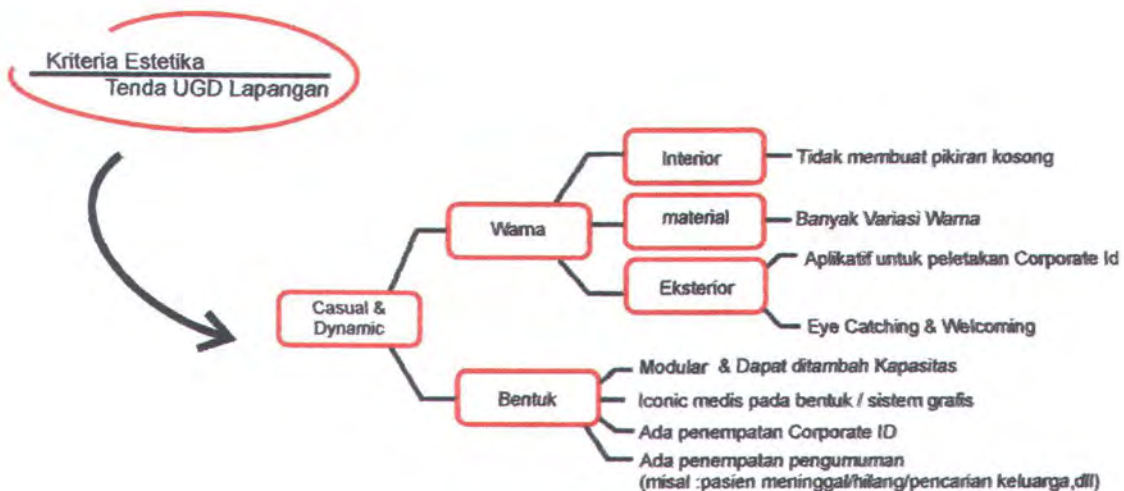 Kriteria Estetika
Tenda UGD Lapangan
Casual &
Dynamic
Warna
Interior
Tidak membuat pikiran kosong
material
Banyak Variasi Warna
Eksterior
Aplikatif untuk peletakan Corporate Id
Eye Catching & Welcoming
Bentuk
Modular & Dapat ditambah Kapasitas
Iconic medis pada bentuk / sistem grafis
Ada penempatan Corporate ID
Ada penempatan pengumuman
(misal :pasien meninggal/hilang/pencarian keluarga,dll)